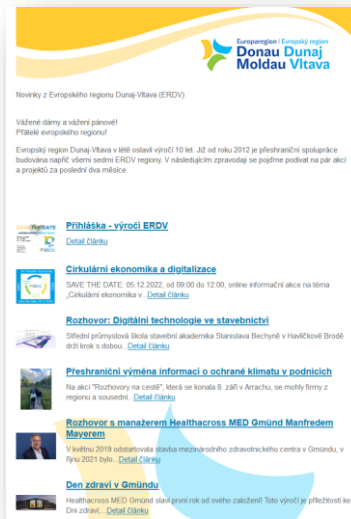 Europaregion | Evropský region
Donau Dunaj
Moldau Vltava
Novinky z Evropského regionu Dunaj-Vltava (ERDV)
Vážené dámy a vážení pánové!
Přátelé evropského regionu!
Evropský region Dunaj-Vltava v létě oslavil výročí 10 let. Již od roku 2012 je přeshraniční spolupráce
budována napříč všemi sedmi ERDV regiony. V následujícím zpravodaji se pojďme podívat na pár akcí
a projektů za poslední dva měsíce.
SAVE THE DATE
Přihláška - výročí ERDV
Detail článku
Cirkulární ekonomika a digitalizace
SAVE THE DATE: 05.12.2022, od 09:00 do 12:00, online informační akce na téma
„Cirkulární ekonomika v...Detail článku
Rozhovor: Digitální technologie ve stavebnictví
Střední průmyslová škola stavební akademika Stanislava Bechyně v Havlíčkově Brodě
drží krok s dobou...Detail článku
Přeshraniční výměna informací o ochraně klimatu v podnicích
Na akci "Rozhovory na cestě", která se konala 8. září v Arrachu, se mohly firmy z
regionu a sousední...Detail článku
Rozhovor s manažerem Healthacross MED Gmünd Manfredem
Mayerem
V květnu 2019 odstartovala stavba mezinárodního zdravotnického centra v Gmündu, v
říjnu 2021 bylo...Detail článku
Den zdraví v Gmündu
Healthacross MED Gmünd slaví první rok od svého založení! Toto výročí je příležitostí ke
Dni zdraví,...Detail článku